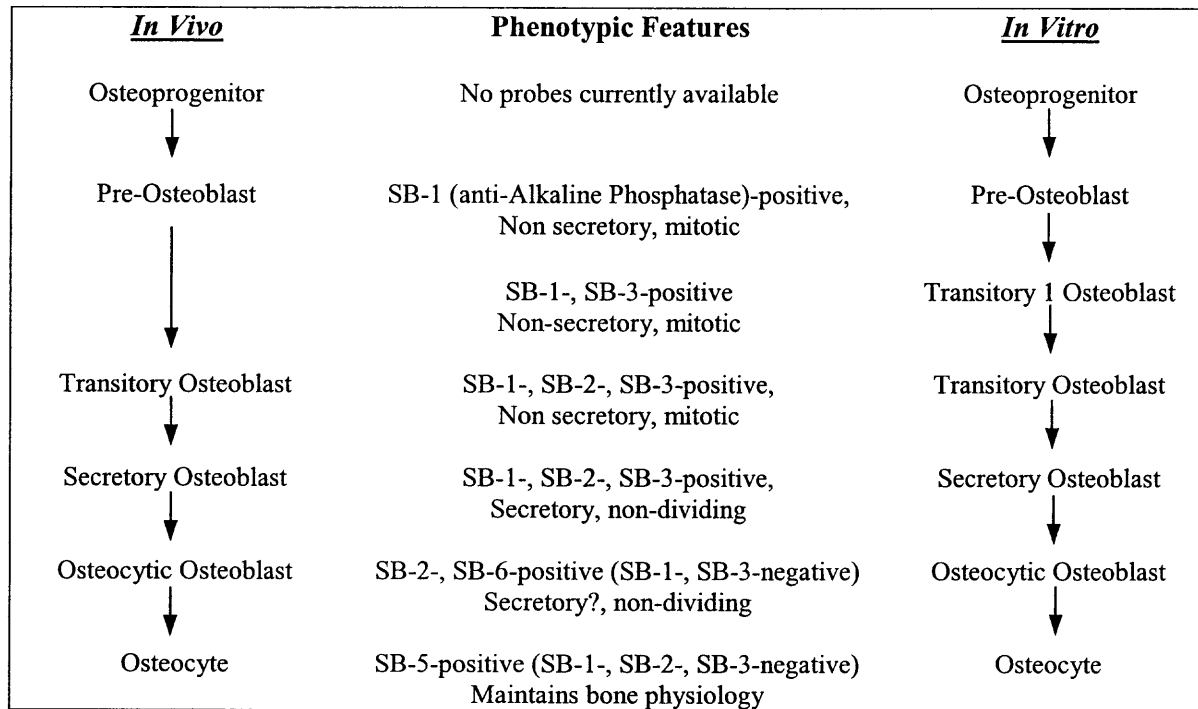 In Vivo Phenotypic Features In Vitro
Osteoprogenitor No probes currently available Osteoprogenitor
Pre-Osteoblast SB-1 (anti-Alkaline Phosphatase)-positive, Pre-Osteoblast
Non secretory, mitotic
SB-1-, SB-3-positive Transitory 1 Osteoblast
Non-secretory, mitotic
Transitory Osteoblast SB-1-, SB-2-, SB-3-positive, Transitory Osteoblast
Non secretory, mitotic
Secretory Osteoblast SB-1-, SB-2-, SB-3-positive, Secretory Osteoblast
Secretory, non-dividing
Osteocytic Osteoblast SB-2-, SB-6-positive (SB-1-, SB-3-negative) Osteocytic Osteoblast
Secretory?, non-dividing
Osteocyte SB-5-positive (SB-1-, SB-2-, SB-3-negative) Osteocyte
Maintains bone physiology